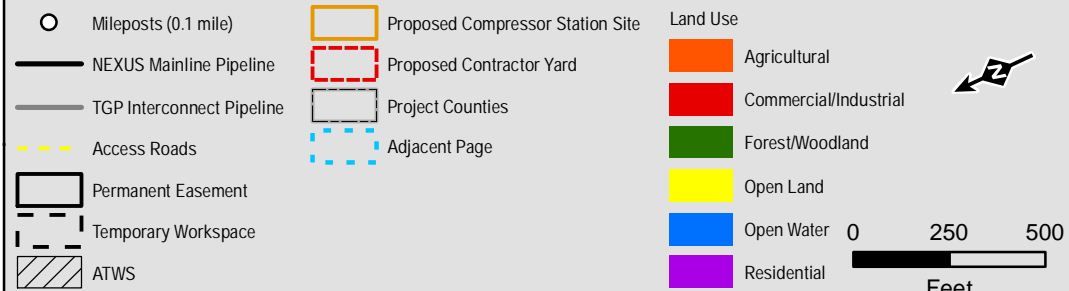 Mileposts (0.1 mile)
NEXUS Mainline Pipeline
TGP Interconnect Pipeline
Access Roads
Permanent Easement
Temporary Workspace
ATWS
Proposed Compressor Station Site
Proposed Contractor Yard
Project Counties
Adjacent Page
Land Use
Agricultural
Commercial/Industrial
Forest/Woodland
Open Land
Open Water
Residential
N
0 250 500
Feet